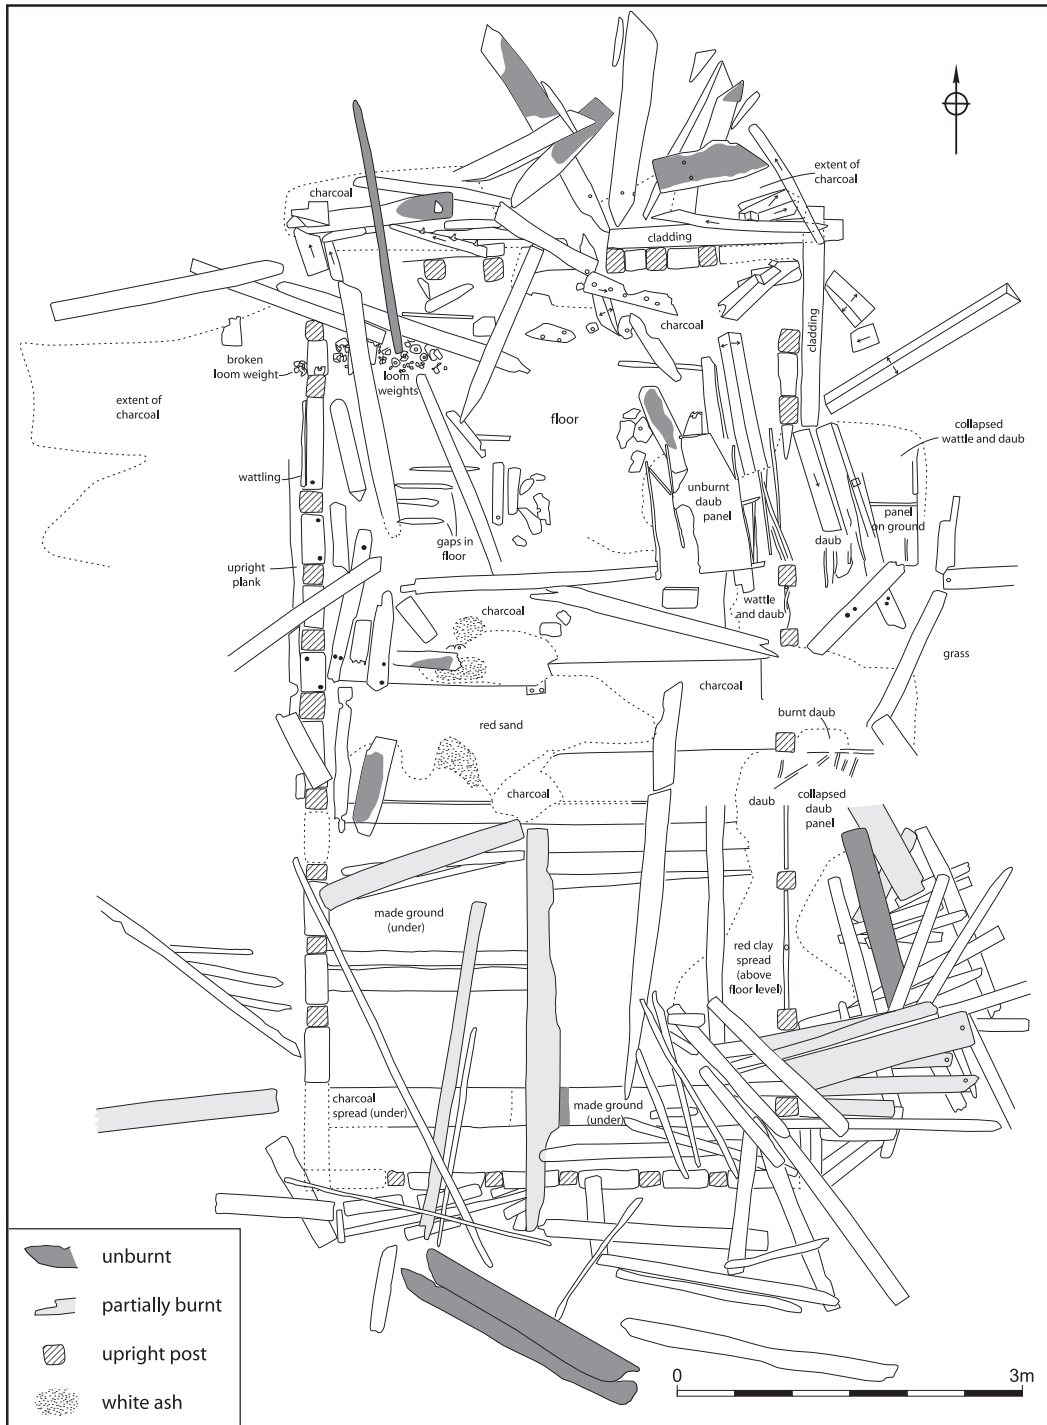 extent of
charcoal
charcoal
cladding
cladding
charcoal
broken
loom weight
loom
weights
extent of
charcoal
floor
collapsed
wattle and daub
wattling
unburnt
daub
panel
panel
on ground
daub
gaps in
floor
upright
plank
wattle
and daub
charcoal
grass
charcoal
burnt daub
red sand
charcoal
daub
collapsed
daub
panel
made ground
(under)
red clay
spread
(above
floor level)
charcoal
spread (under)
made ground
(under)
unburnt
partially burnt
upright post
white ash
0
3m